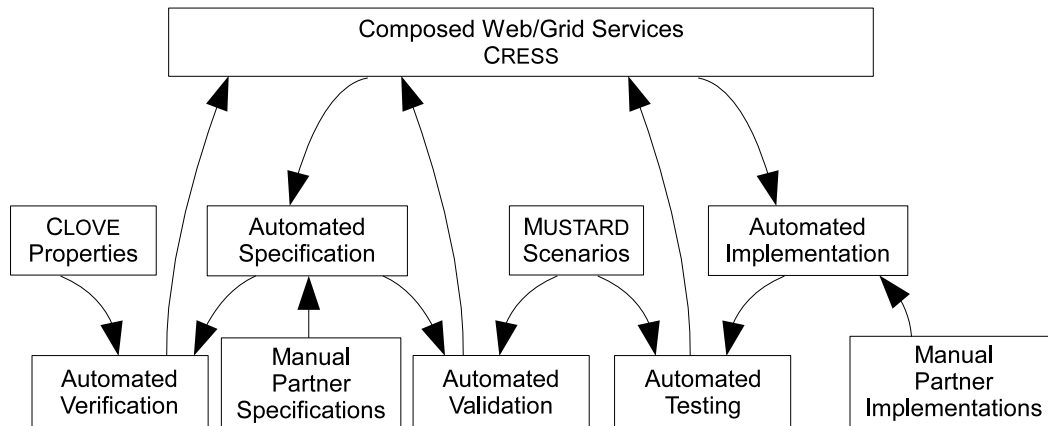 Composed Web/Grid Services
CRESS
CLOVE
Properties
Automated
Specification
MUSTARD
Scenarios
Automated
Implementation
Automated
Verification
Manual
Partner
Specifications
Automated
Validation
Automated
Testing
Manual
Partner
Implementations